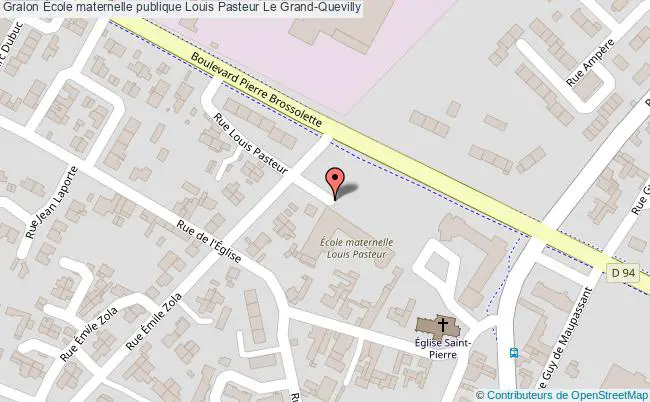 Gralon École maternelle publique Louis Pasteur Le Grand-Quevilly
rc Dubuc
Boulevard Pierre Brossolette
Rue Ampère
Rue Louis Pasteur
Rue Jean Laporte
Rue de l'Église
École maternelle
Louis Pasteur
D 94
Rue G
Rue Émile Zola
Rue Émile Zola
Église Saint-
Pierre
e Guy de Maupassant
R
© Contributeurs de OpenStreetMap